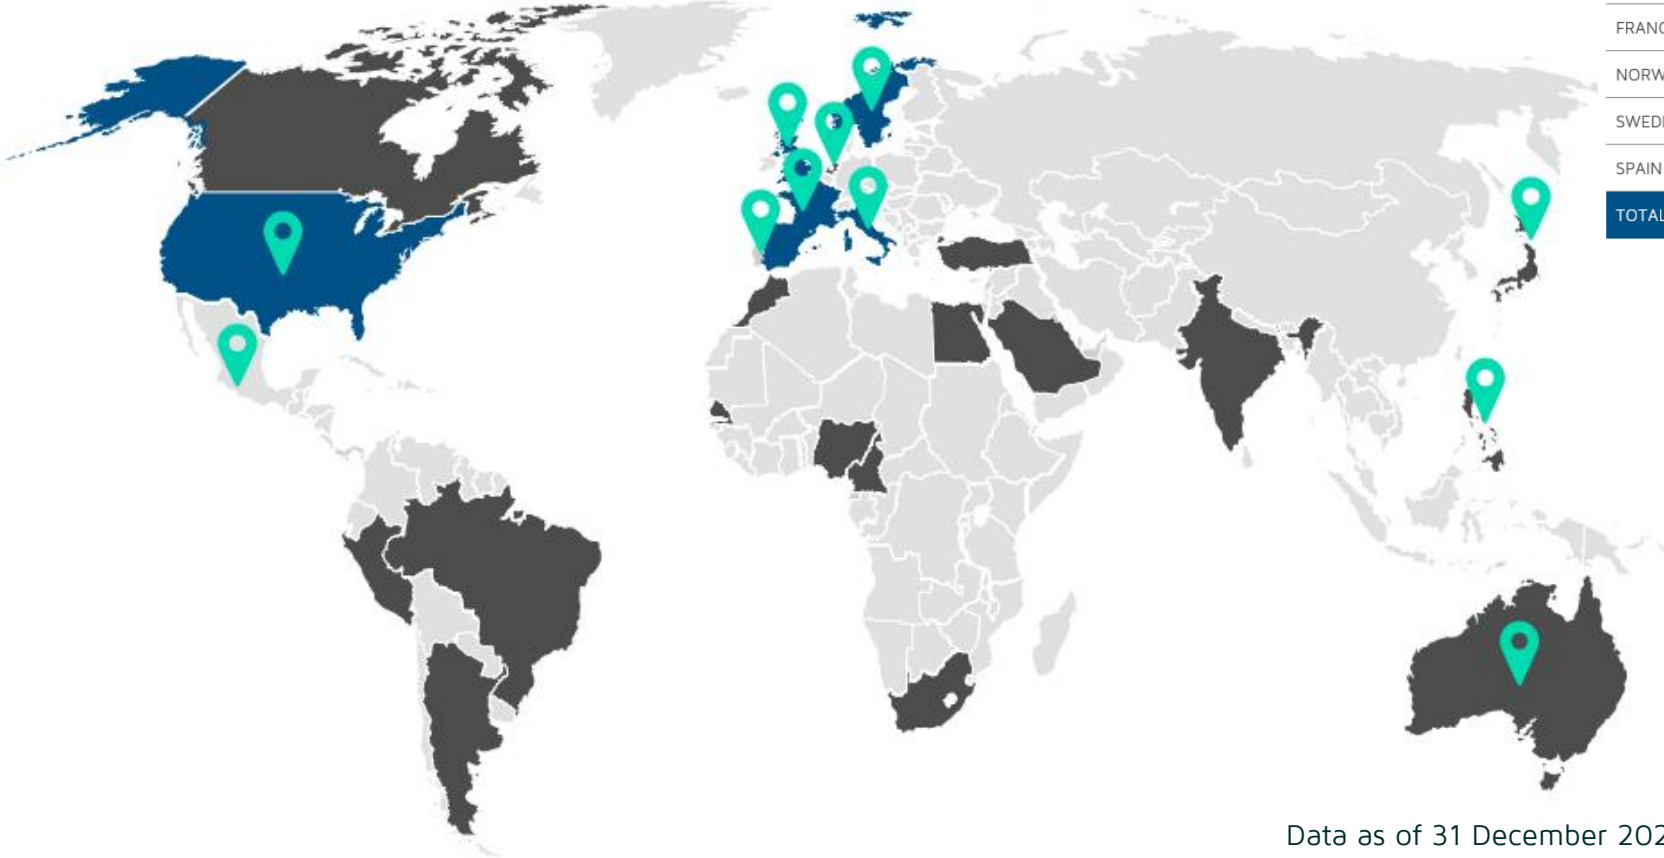 FRANC
NORW
SWEDI
SPAIN
TOTAL
Data as of 31 December 202